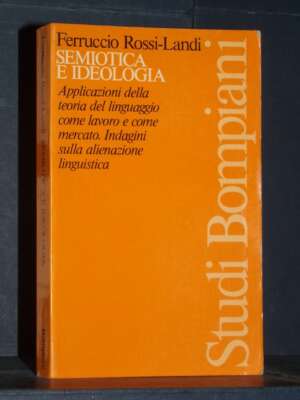 Ferruccio Rossi-Landi
SEMIOTICA
E IDEOLOGIA
Applicazioni della
teoria del linguaggio
come lavoro e come
mercato. Indagini
sulla alienazione
linguistica
Studi Bompiani